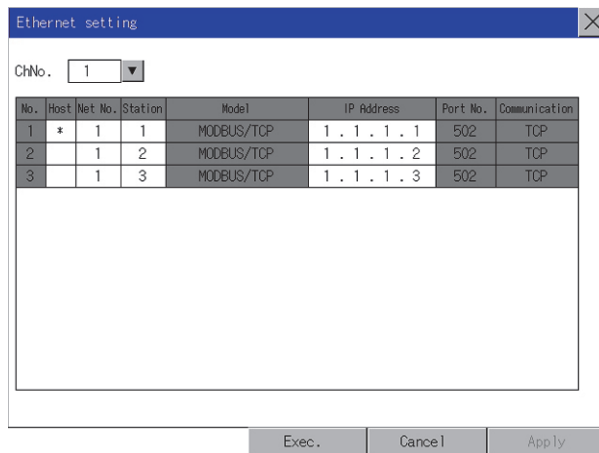 Ethernet setting
ChNo. 1 ▼
No. Host Net No. Station Model IP Address Port No. Communication
1 * 1 1 MODBUS/TCP 1 . 1 . 1 . 1 502 TCP
2 1 2 MODBUS/TCP 1 . 1 . 1 . 2 502 TCP
3 1 3 MODBUS/TCP 1 . 1 . 1 . 3 502 TCP
Exec. Cancel Apply